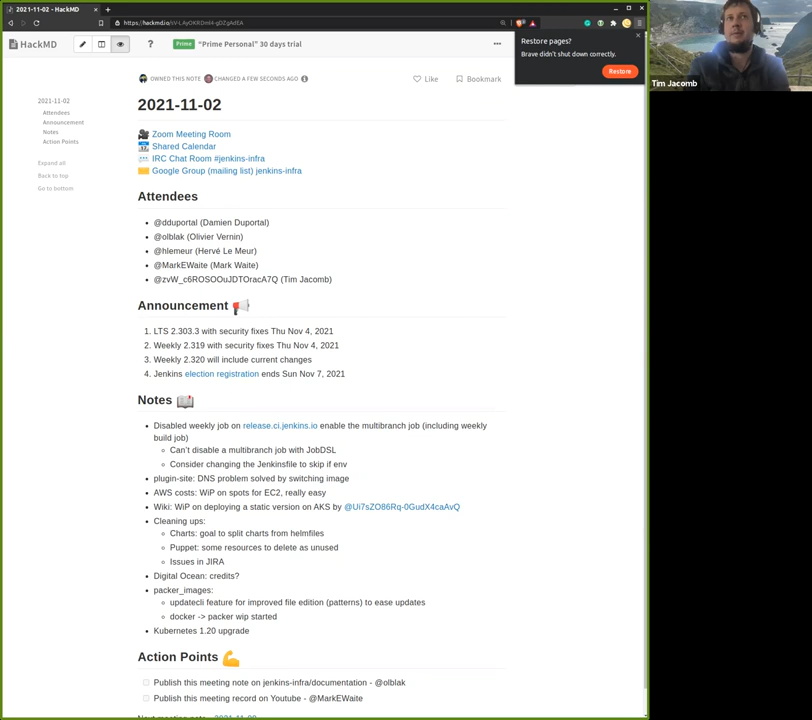 2021-11-02 - HackMD
https://hackmd.io
HackMD
Prime "Prime Personal" 30 days trial
Restore pages?
Brave didn't shut down correctly.
Restore
Tim Jacomb
OWNED THIS NOTE CHANGED A FEW SECONDS AGO
Like
Bookmark
2021-11-02
Attendees
Announcement
Notes
Action Points
Expand all
Back to top
Go to bottom
2021-11-02
Zoom Meeting Room
Shared Calendar
IRC Chat Room #jenkins-infra
Google Group (mailing list) jenkins-infra
Attendees
@dduportal (Damien Duportal)
@olblak (Olivier Vernin)
@hlemeur (Hervé Le Meur)
@MarkEWaite (Mark Waite)
@zvW_c6ROSOOuJDTOracA7Q (Tim Jacomb)
Announcement
1. LTS 2.303.3 with security fixes Thu Nov 4, 2021
2. Weekly 2.319 with security fixes Thu Nov 4, 2021
3. Weekly 2.320 will include current changes
4. Jenkins election registration ends Sun Nov 7, 2021
Notes
Disabled weekly job on release.ci.jenkins.io enable the multibranch job (including weekly
build job)
Can't disable a multibranch job with JobDSL
Consider changing the Jenkinsfile to skip if env
plugin-site: DNS problem solved by switching image
AWS costs: WiP on spots for EC2, really easy
Wiki: WiP on deploying a static version on AKS by @Ui7sZO86Rq-0GudX4caAvQ
Cleaning ups:
Charts: goal to split charts from helmfiles
Puppet: some resources to delete as unused
Issues in JIRA
Digital Ocean: credits?
packer_images:
updatecli feature for improved file edition (patterns) to ease updates
docker -> packer wip started
Kubernetes 1.20 upgrade
Action Points
Publish this meeting note on jenkins-infra/documentation - @olblak
Publish this meeting record on Youtube - @MarkEWaite
Next meeting note - 2021-11-09